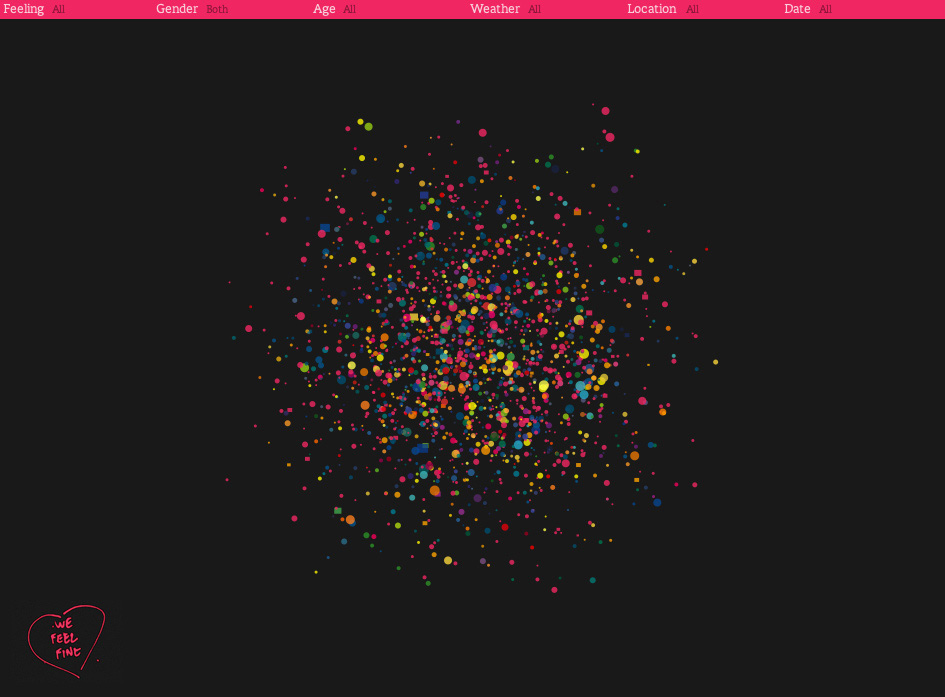 Feeling All Gender Both Age All Weather All Location All Date All
WE
FEEL
FINE